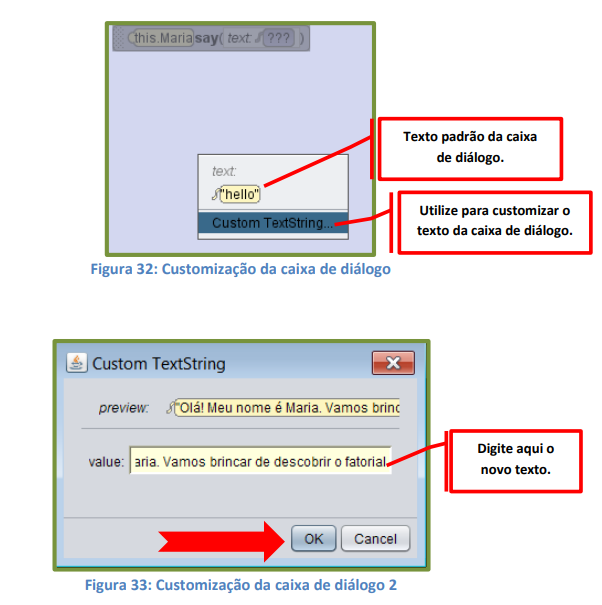 this.Maria say( text: ??? )
Texto padrão da caixa
de diálogo.
text:
"hello"
Custom TextString...
Utilize para customizar o
texto da caixa de diálogo.
Figura 32: Customização da caixa de diálogo
Custom TextString
preview: "Olá! Meu nome é Maria. Vamos brinc
value: aria. Vamos brincar de descobrir o fatorial
Digite aqui o
novo texto.
OK Cancel
Figura 33: Customização da caixa de diálogo 2